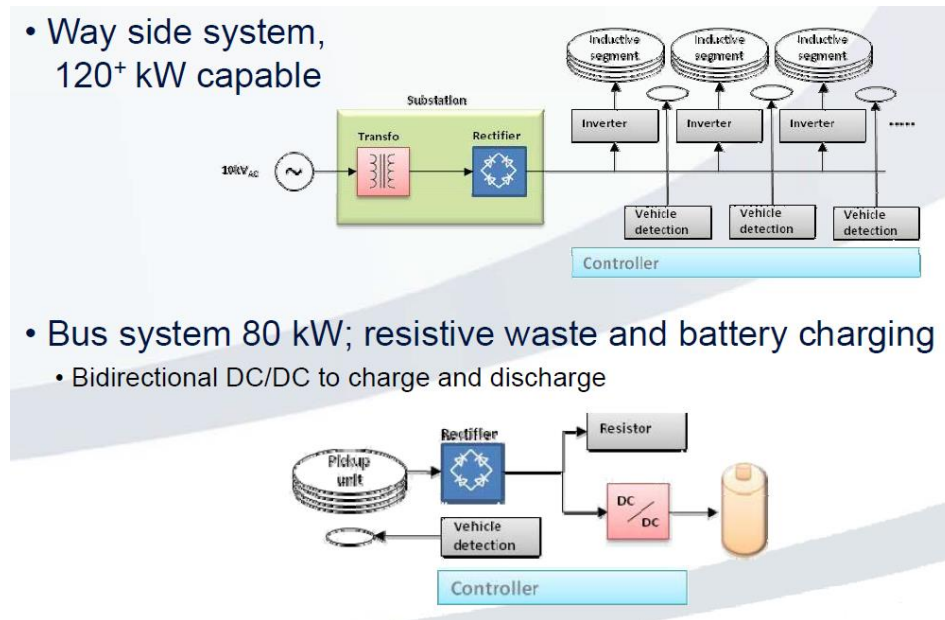 • Way side system,
120⁺ kW capable
Substation
Transfo
Rectifier
10kV_AC
Inductive segment
Inductive segment
Inductive segment
Inverter
Inverter
Inverter
.....
Vehicle detection
Vehicle detection
Vehicle detection
Controller
• Bus system 80 kW; resistive waste and battery charging
• Bidirectional DC/DC to charge and discharge
Pickup unit
Rectifier
Resistor
DC
DC
Vehicle detection
Controller